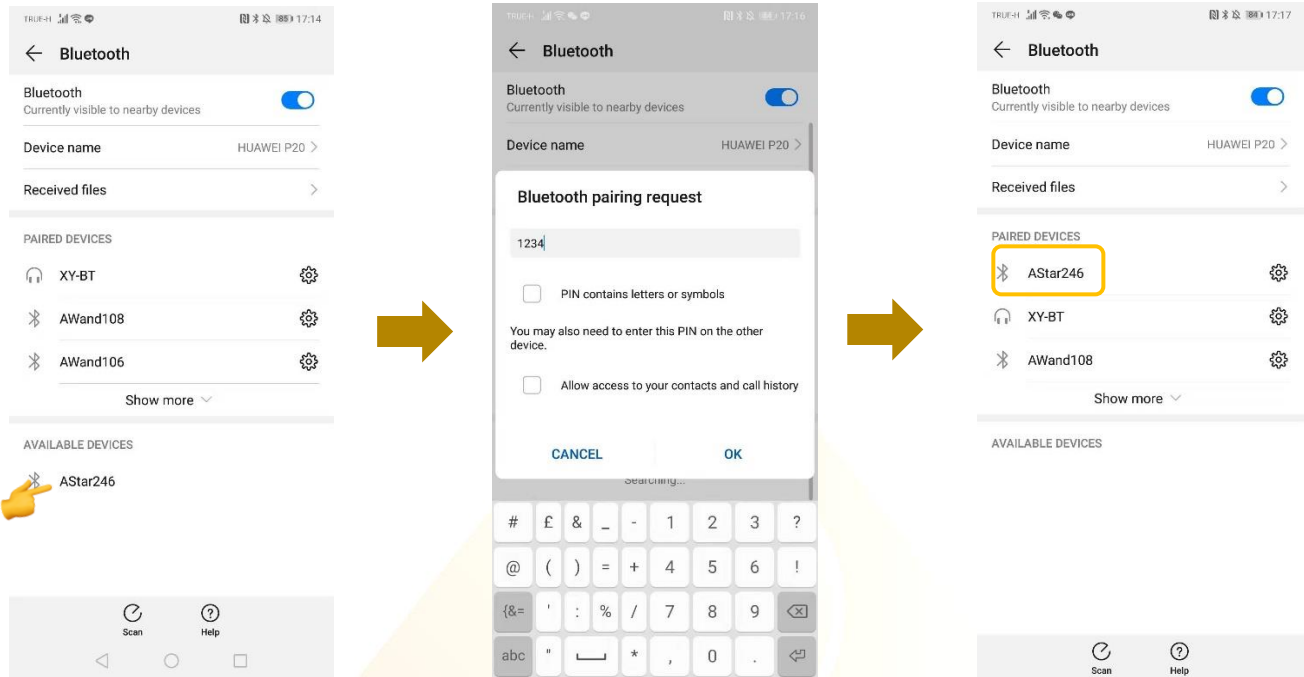 TRUE-H 85 17:14
Bluetooth
Bluetooth
Currently visible to nearby devices
Device name HUAWEI P20
Received files
PAIRED DEVICES
XY-BT
AWand108
AWand106
Show more
AVAILABLE DEVICES
AStar246
Scan Help
TRUE-H 17:16
Bluetooth
Bluetooth
Currently visible to nearby devices
Device name HUAWEI P20
Bluetooth pairing request
1234
PIN contains letters or symbols
You may also need to enter this PIN on the other
device.
Allow access to your contacts and call history
CANCEL OK
Searching...
# £ & _ - 1 2 3 ?
@ ( ) = + 4 5 6 !
{&= ' : % / 7 8 9
abc " * , 0 .
TRUE-H 17:17
Bluetooth
Bluetooth
Currently visible to nearby devices
Device name HUAWEI P20
Received files
PAIRED DEVICES
AStar246
XY-BT
AWand108
Show more
AVAILABLE DEVICES
Scan Help